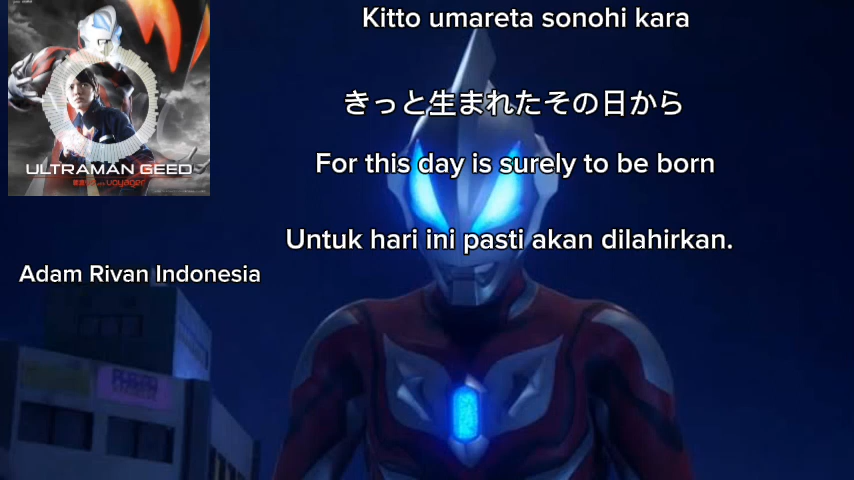 Kitto umareta sonohi kara
きっと生まれたその日から
For this day is surely to be born
Untuk hari ini pasti akan dilahirkan.
Adam Rivan Indonesia
ULTRAMAN GEED
voyager